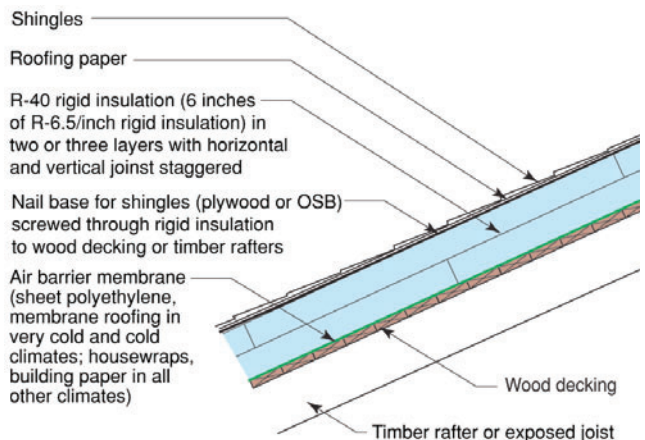 Shingles
Roofing paper
R-40 rigid insulation (6 inches
of R-6.5/inch rigid insulation) in
two or three layers with horizontal
and vertical joinst staggered
Nail base for shingles (plywood or OSB)
screwed through rigid insulation
to wood decking or timber rafters
Air barrier membrane
(sheet polyethylene,
membrane roofing in
very cold and cold
climates; housewraps,
building paper in all
other climates)
Wood decking
Timber rafter or exposed joist